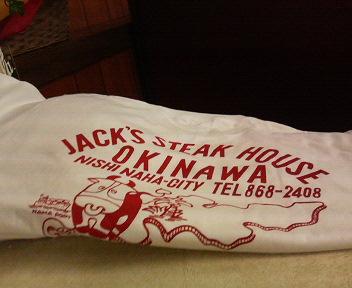 JACK'S STEAK HOUSE
OKINAWA
NISHI NAHA-CITY TEL 868-2408